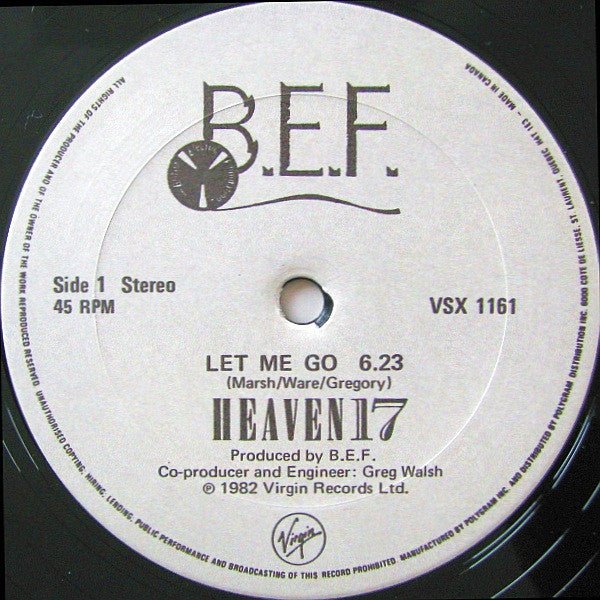 B.E.F.
Side 1 Stereo
45 RPM
VSX 1161
LET ME GO 6.23
(Marsh/Ware/Gregory)
HEAVEN 17
Produced by B.E.F.
Co-producer and Engineer: Greg Walsh
℗ 1982 Virgin Records Ltd.
Virgin
ALL RIGHTS OF THE PRODUCER AND OF THE OWNER OF THE WORK REPRODUCED RESERVED. UNAUTHORISED COPYING, HIRING, LENDING, PUBLIC PERFORMANCE AND BROADCASTING OF THIS RECORD PROHIBITED. MANUFACTURED BY POLYGRAM INC. AND DISTRIBUTED BY POLYGRAM DISTRIBUTION INC. 6000 COTE DE LIESSE, ST. LAURENT, QUEBEC H4T 1E3 – MADE IN CANADA